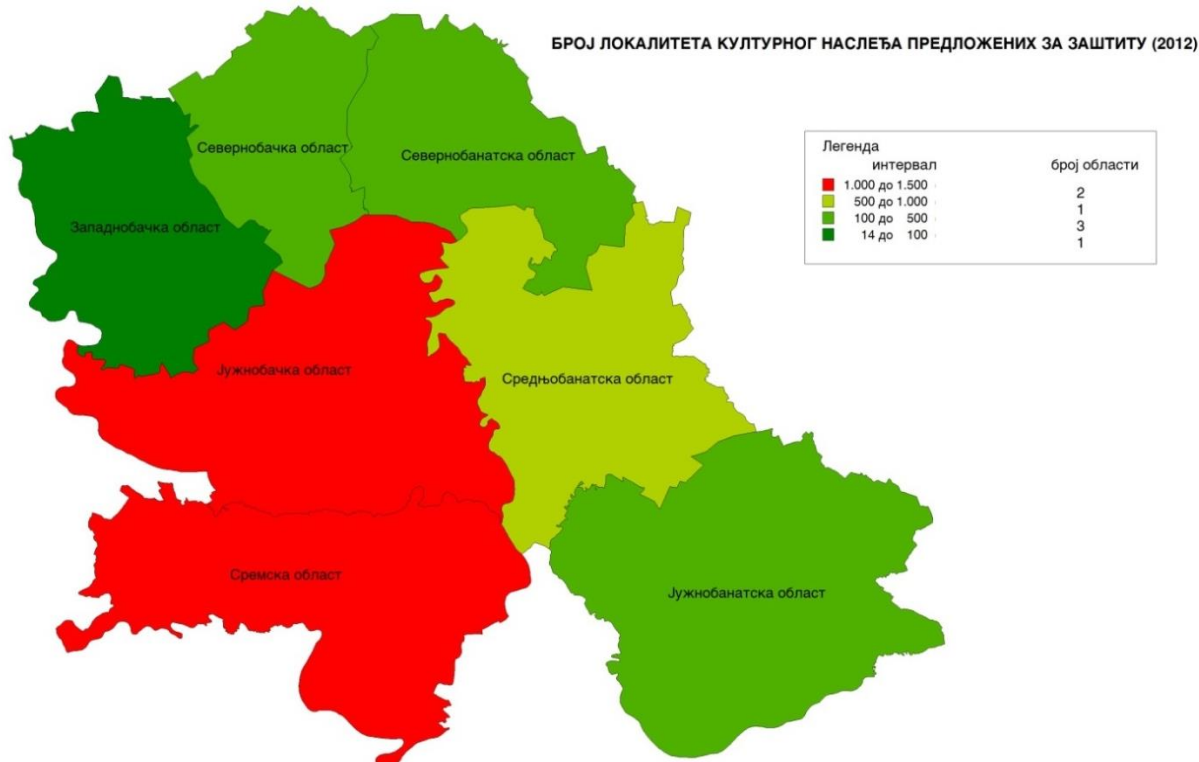 БРОЈ ЛОКАЛИТЕТА КУЛТУРНОГ НАСЛЕЂА ПРЕДЛОЖЕНИХ ЗА ЗАШТИТУ (2012)
Легенда
интервал број области
1.000 до 1.500 2
500 до 1.000 1
100 до 500 3
14 до 100 1
Севернобачка област
Севернобанатска област
Западнобачка област
Јужнобачка област
Средњобанатска област
Сремска област
Јужнобанатска област